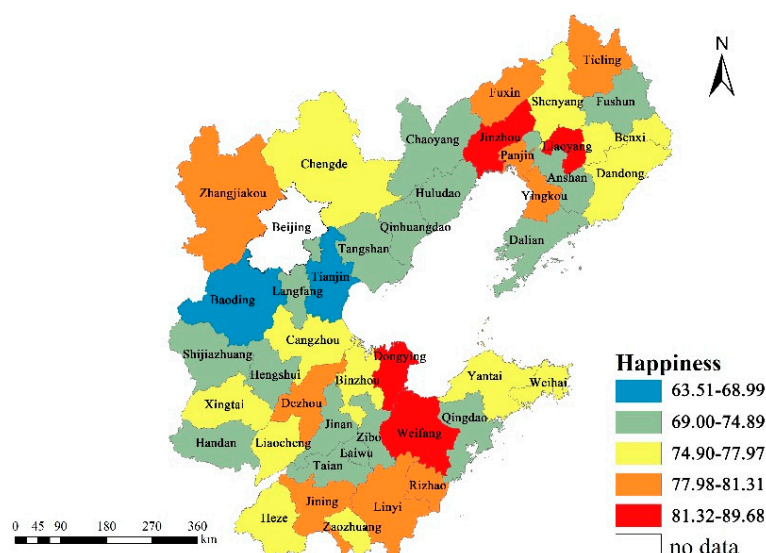 N
Tieling
Fuxin
Shenyang
Fushun
Chaoyang
Jinzhou
Liaoyang
Benxi
Panjin
Chengde
Anshan
Dandong
Zhangjiakou
Huludao
Yingkou
Beijing
Qinhuangdao
Dalian
Tangshan
Tianjin
Langfang
Baoding
Cangzhou
Shijiazhuang
Dongying
Hengshui
Binzhou
Yantai
Weihai
Xingtai
Dezhou
Jinan
Qingdao
Handan
Liaocheng
Zibo
Weifang
Laiwu
Taian
Rizhao
Jining
Linyi
Heze
Zaozhuang
Happiness
63.51-68.99
69.00-74.89
74.90-77.97
77.98-81.31
81.32-89.68
no data
0 45 90 180 270 360
km